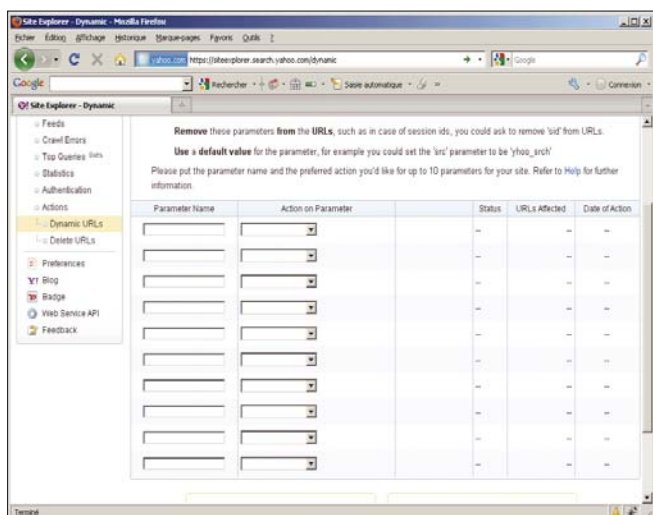 Site Explorer - Dynamic - Mozilla Firefox
Fichier Édition Affichage Historique Marque-pages Favoris Outils ?
yahoo.com https://siteexplorer.search.yahoo.com/dynamic
Google
Google Rechercher Saisie automatique » Connexion
Site Explorer - Dynamic
Feeds
Crawl Errors
Top Queries Beta
Statistics
Authentication
Actions
Dynamic URLs
Delete URLs
Preferences
Blog
Badge
Web Service API
Feedback
Remove these parameters from the URLs, such as in case of session ids, you could ask to remove 'sid' from URLs.
Use a default value for the parameter, for example you could set the 'src' parameter to be 'yhoo_srch'
Please put the parameter name and the preferred action you'd like for up to 10 parameters for your site. Refer to Help for further
information.
Parameter Name Action on Parameter Status URLs Affected Date of Action
-- -- --
-- -- --
-- -- --
-- -- --
-- -- --
-- -- --
-- -- --
-- -- --
-- -- --
-- -- --
Terminé